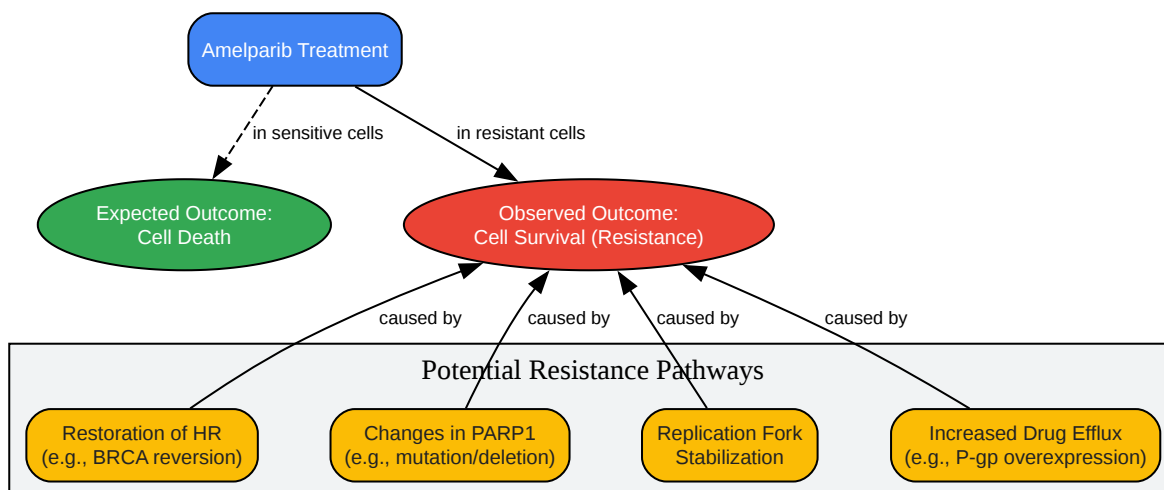 Amelparib Treatment
in sensitive cells
in resistant cells
Expected Outcome:
Cell Death
Observed Outcome:
Cell Survival (Resistance)
caused by
caused by
caused by
caused by
Potential Resistance Pathways
Restoration of HR
(e.g., BRCA reversion)
Changes in PARP1
(e.g., mutation/deletion)
Replication Fork
Stabilization
Increased Drug Efflux
(e.g., P-gp overexpression)